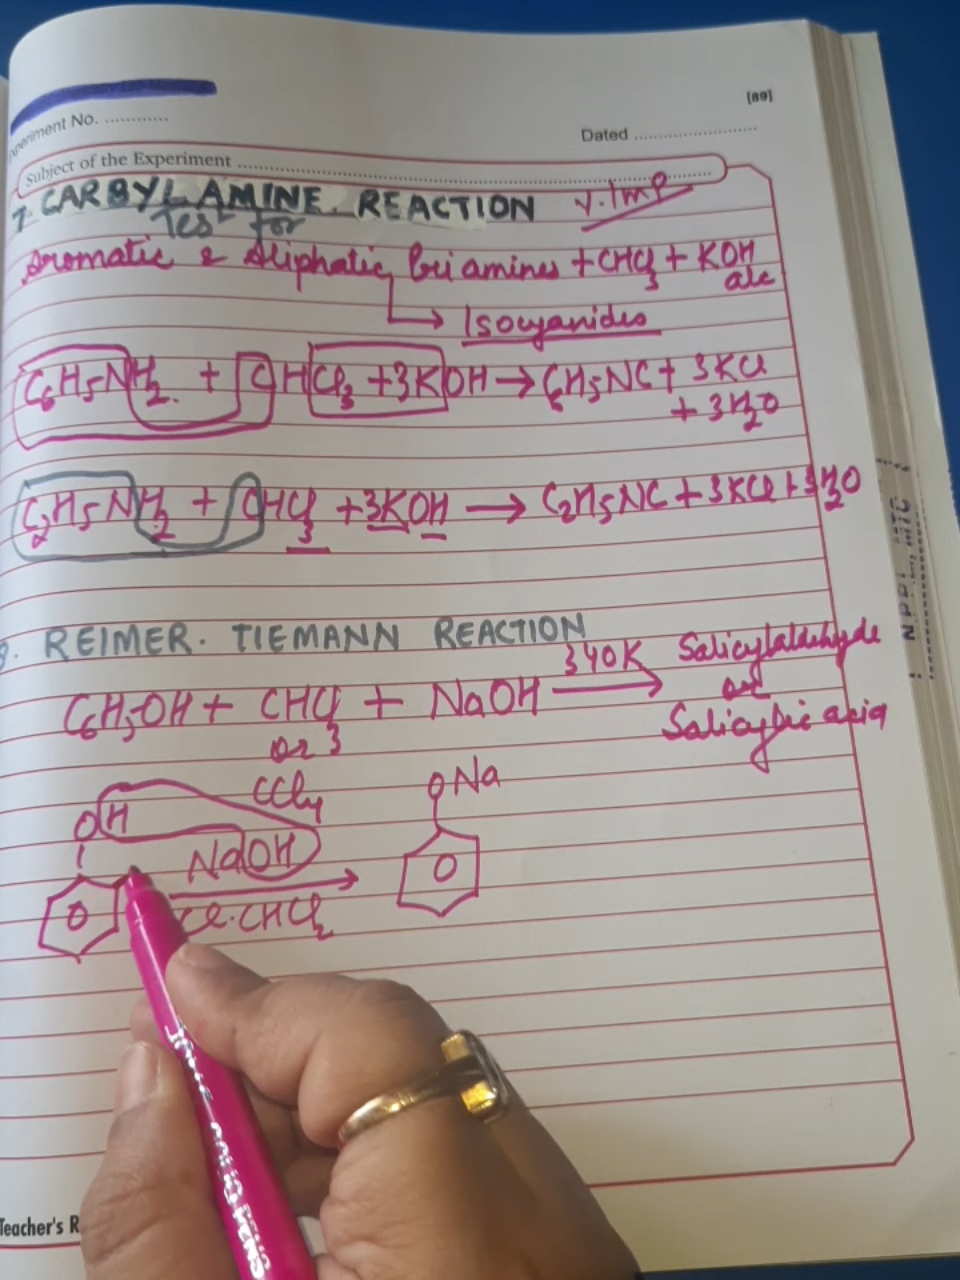 [89]
Experiment No. ............
Dated ........................
Subject of the Experiment ........................
7. CARBYLAMINE REACTION V. Imp
Test for
Aromatic & Aliphatic pri amines + CHCl3 + KOH
alc
Isocyanides
C6H5NH2 + CHCl3 + 3KOH → C6H5NC + 3KCl
+ 3H2O
C2H5NH2 + CHCl3 + 3KOH → C2H5NC + 3KCl + 3H2O
8. REIMER. TIEMANN REACTION
C6H5OH + CHCl3 + NaOH 340K → Salicylaldehyde
or
Salicylic acid
or
CCl4
ONa
OH
NaOH
Cl·CHCl2
Teacher's